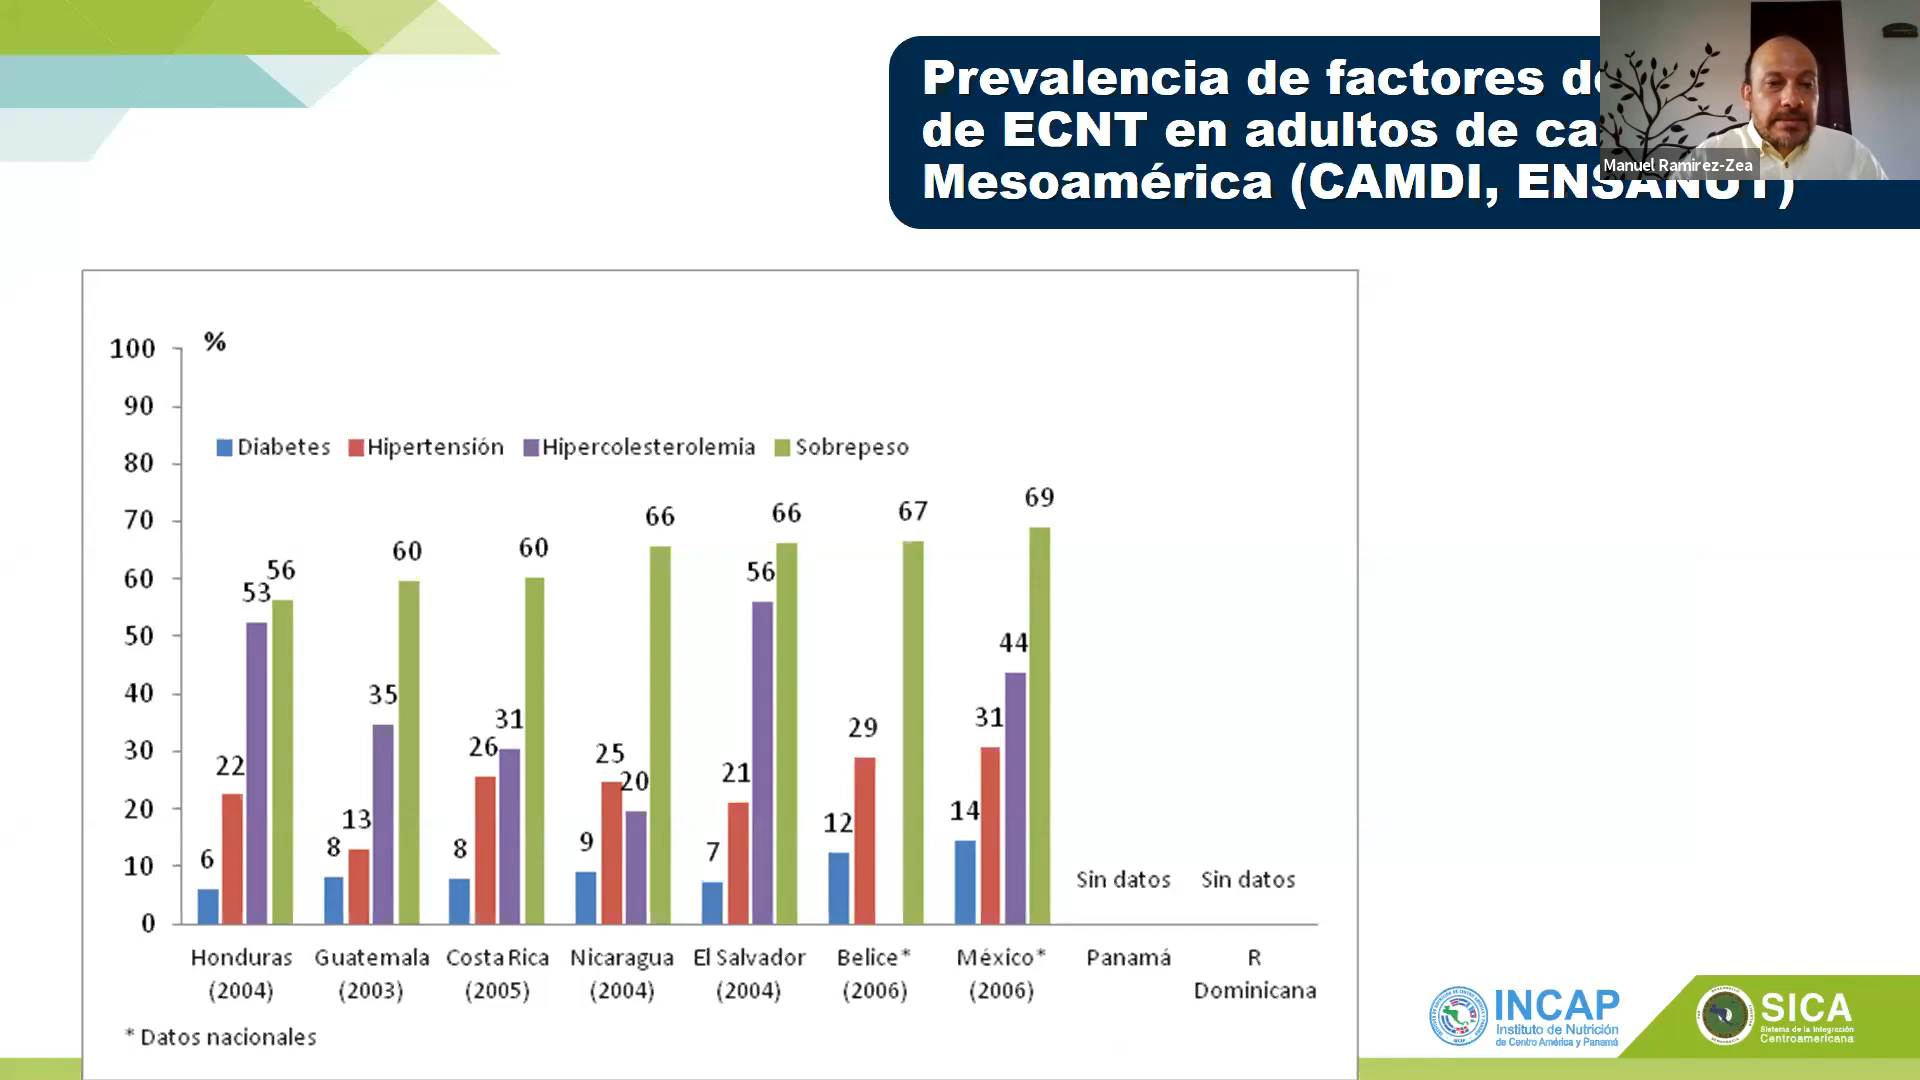 Prevalencia de factores de
de ECNT en adultos de ca
Mesoamérica (CAMDI, ENSANUT)
Manuel Ramirez-Zea
%
100
90
80
70
60
50
40
30
20
10
0
Diabetes Hipertensión Hipercolesterolemia Sobrepeso
6 22 53 56
8 13 35 60
8 26 31 60
9 25 20 66
7 21 56 66
12 29 67
14 31 44 69
Sin datos Sin datos
Honduras (2004)
Guatemala (2003)
Costa Rica (2005)
Nicaragua (2004)
El Salvador (2004)
Belice* (2006)
México* (2006)
Panamá
R Dominicana
* Datos nacionales
INCAP
Instituto de Nutrición
de Centro América y Panamá
SICA
Sistema de la Integración
Centroamericana